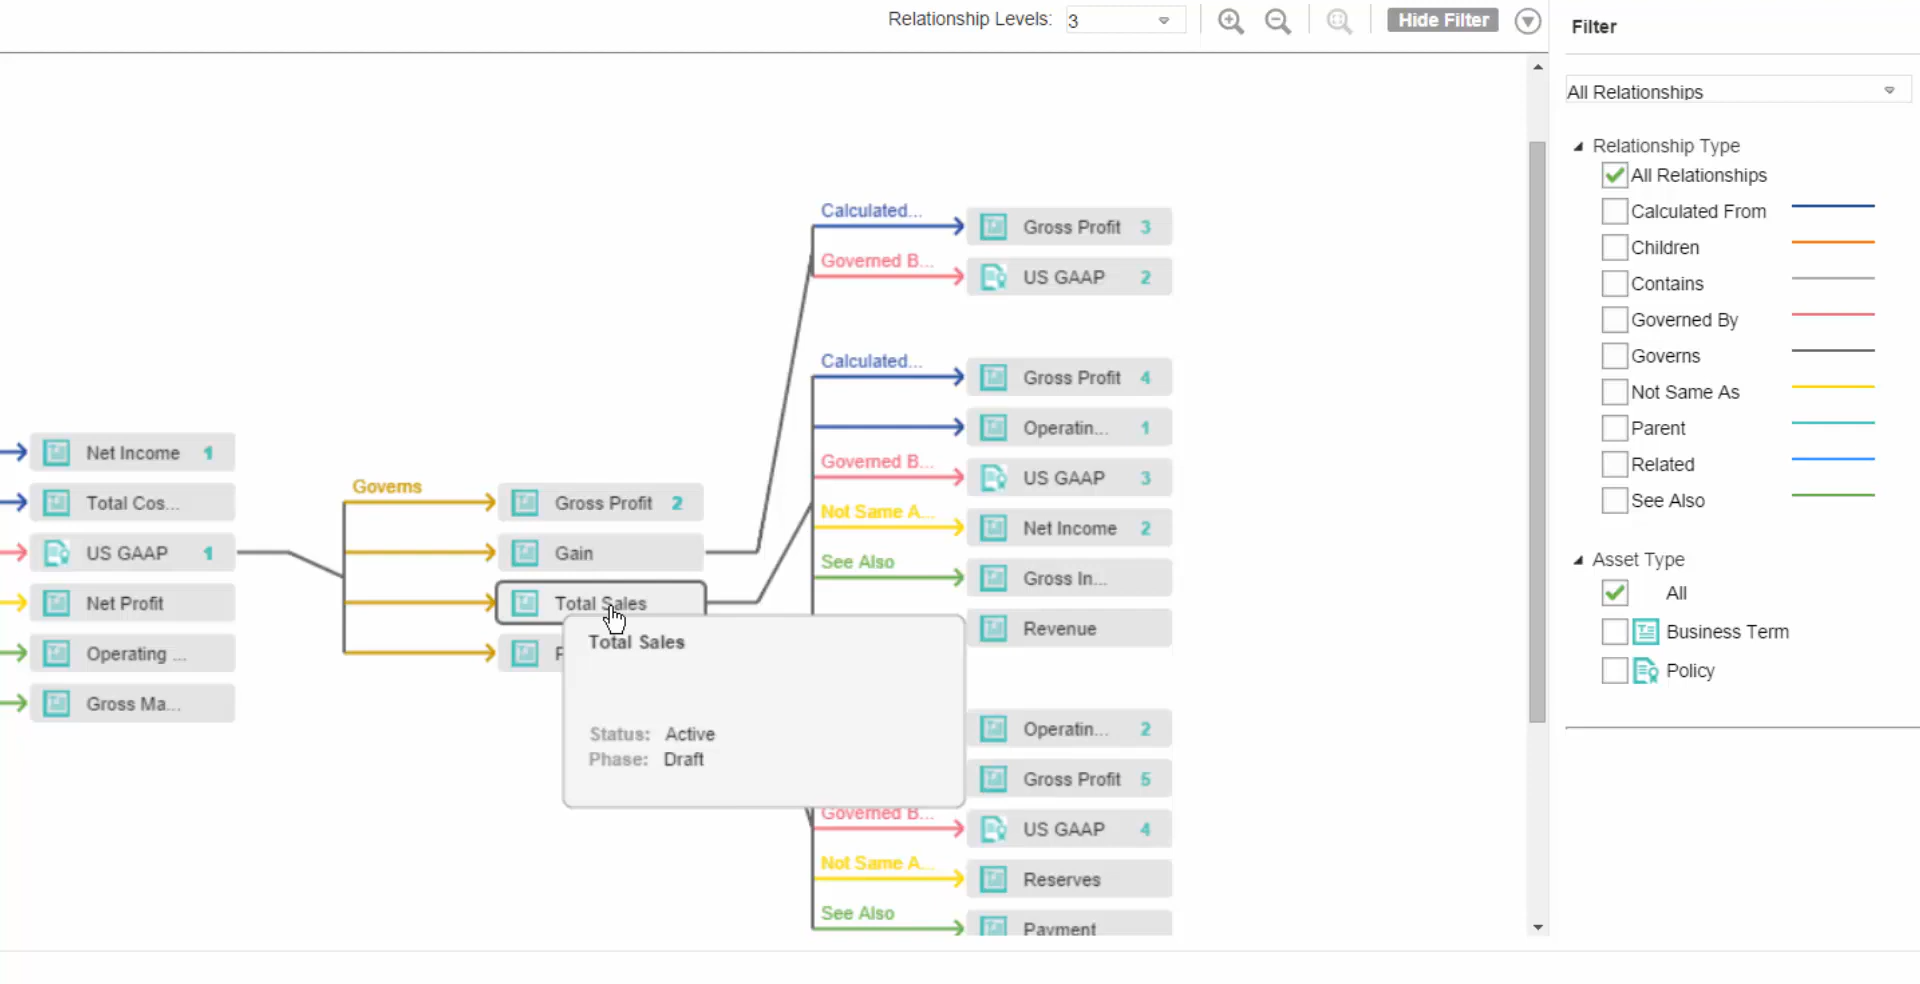 Relationship Levels: 3
Hide Filter
Calculated...
Gross Profit 3
Governed B...
US GAAP 2
Calculated...
Gross Profit 4
Operatin... 1
Governed B...
US GAAP 3
Not Same A...
Net Income 2
See Also
Gross In...
Revenue
Operatin... 2
Gross Profit 5
Governed B...
US GAAP 4
Not Same A...
Reserves
See Also
Payment
Net Income 1
Total Cos...
US GAAP 1
Net Profit
Operating ...
Gross Ma...
Governs
Gross Profit 2
Gain
Total Sales
Total Sales
Status: Active
Phase: Draft
Filter
All Relationships
Relationship Type
All Relationships
Calculated From
Children
Contains
Governed By
Governs
Not Same As
Parent
Related
See Also
Asset Type
All
Business Term
Policy